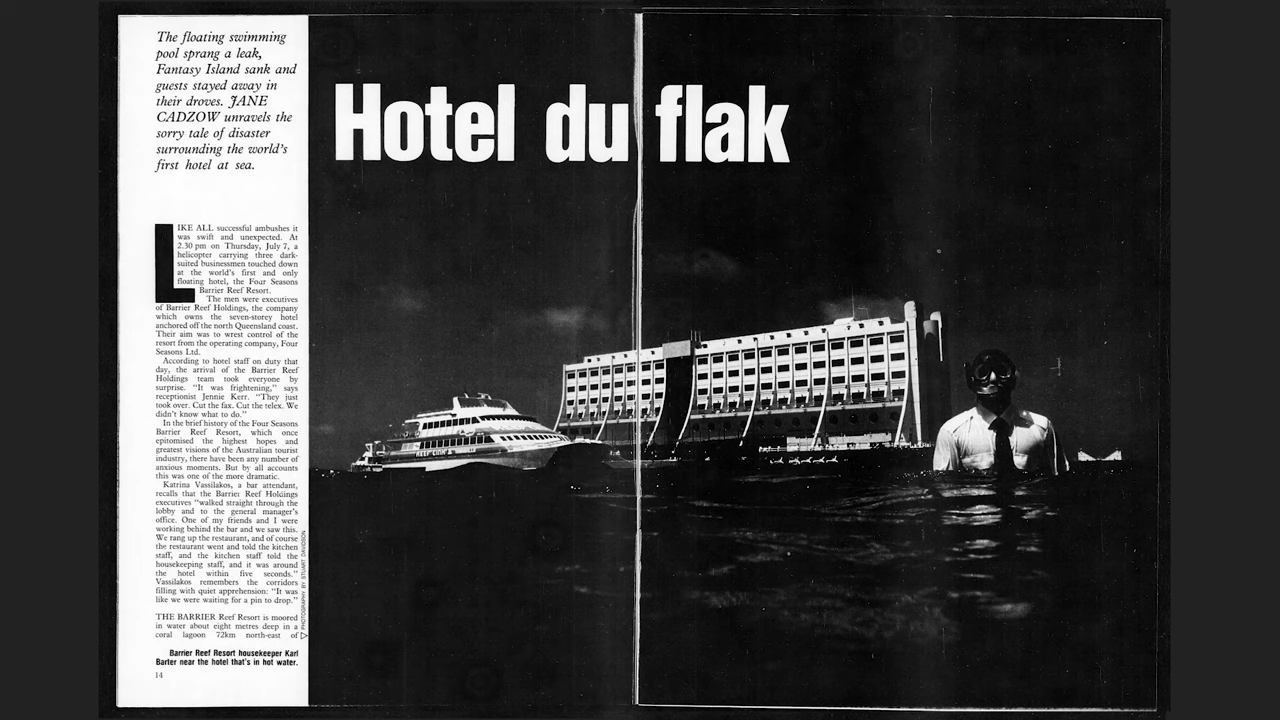 The floating swimming
pool sprang a leak,
Fantasy Island sank and
guests stayed away in
their droves. JANE
CADZOW unravels the
sorry tale of disaster
surrounding the world's
first hotel at sea.
Hotel du flak
LIKE ALL successful ambushes it
was swift and unexpected. At
2.30 pm on Thursday, July 7, a
helicopter carrying three dark-
suited businessmen touched down
at the world's first and only
floating hotel, the Four Seasons
Barrier Reef Resort.
The men were executives
of Barrier Reef Holdings, the company
which owns the seven-storey hotel
anchored off the north Queensland coast.
Their aim was to wrest control of the
resort from the operating company, Four
Seasons Ltd.
According to hotel staff on duty that
day, the arrival of the Barrier Reef
Holdings team took everyone by
surprise. "It was frightening," says
receptionist Jennie Kerr. "They just
took over. Cut the fax. Cut the telex. We
didn't know what to do."
In the brief history of the Four Seasons
Barrier Reef Resort, which once
epitomised the highest hopes and
greatest visions of the Australian tourist
industry, there have been any number of
anxious moments. But by all accounts
this was one of the more dramatic.
Katrina Vassilakos, a bar attendant,
recalls that the Barrier Reef Holdings
executives "walked straight through the
lobby and to the general manager's
office. One of my friends and I were
working behind the bar and we saw this.
We rang up the restaurant, and of course
the restaurant went and told the kitchen
staff, and the kitchen staff told the
housekeeping staff, and it was around
the hotel within five seconds."
Vassilakos remembers the corridors
filling with quiet apprehension: "It was
like we were waiting for a pin to drop."
THE BARRIER Reef Resort is moored
in water about eight metres deep in a
coral lagoon 72km north-east of
PHOTOGRAPHY BY STUART DAVIDSON
Barrier Reef Resort housekeeper Karl
Barter near the hotel that's in hot water.
14
REEF LINK